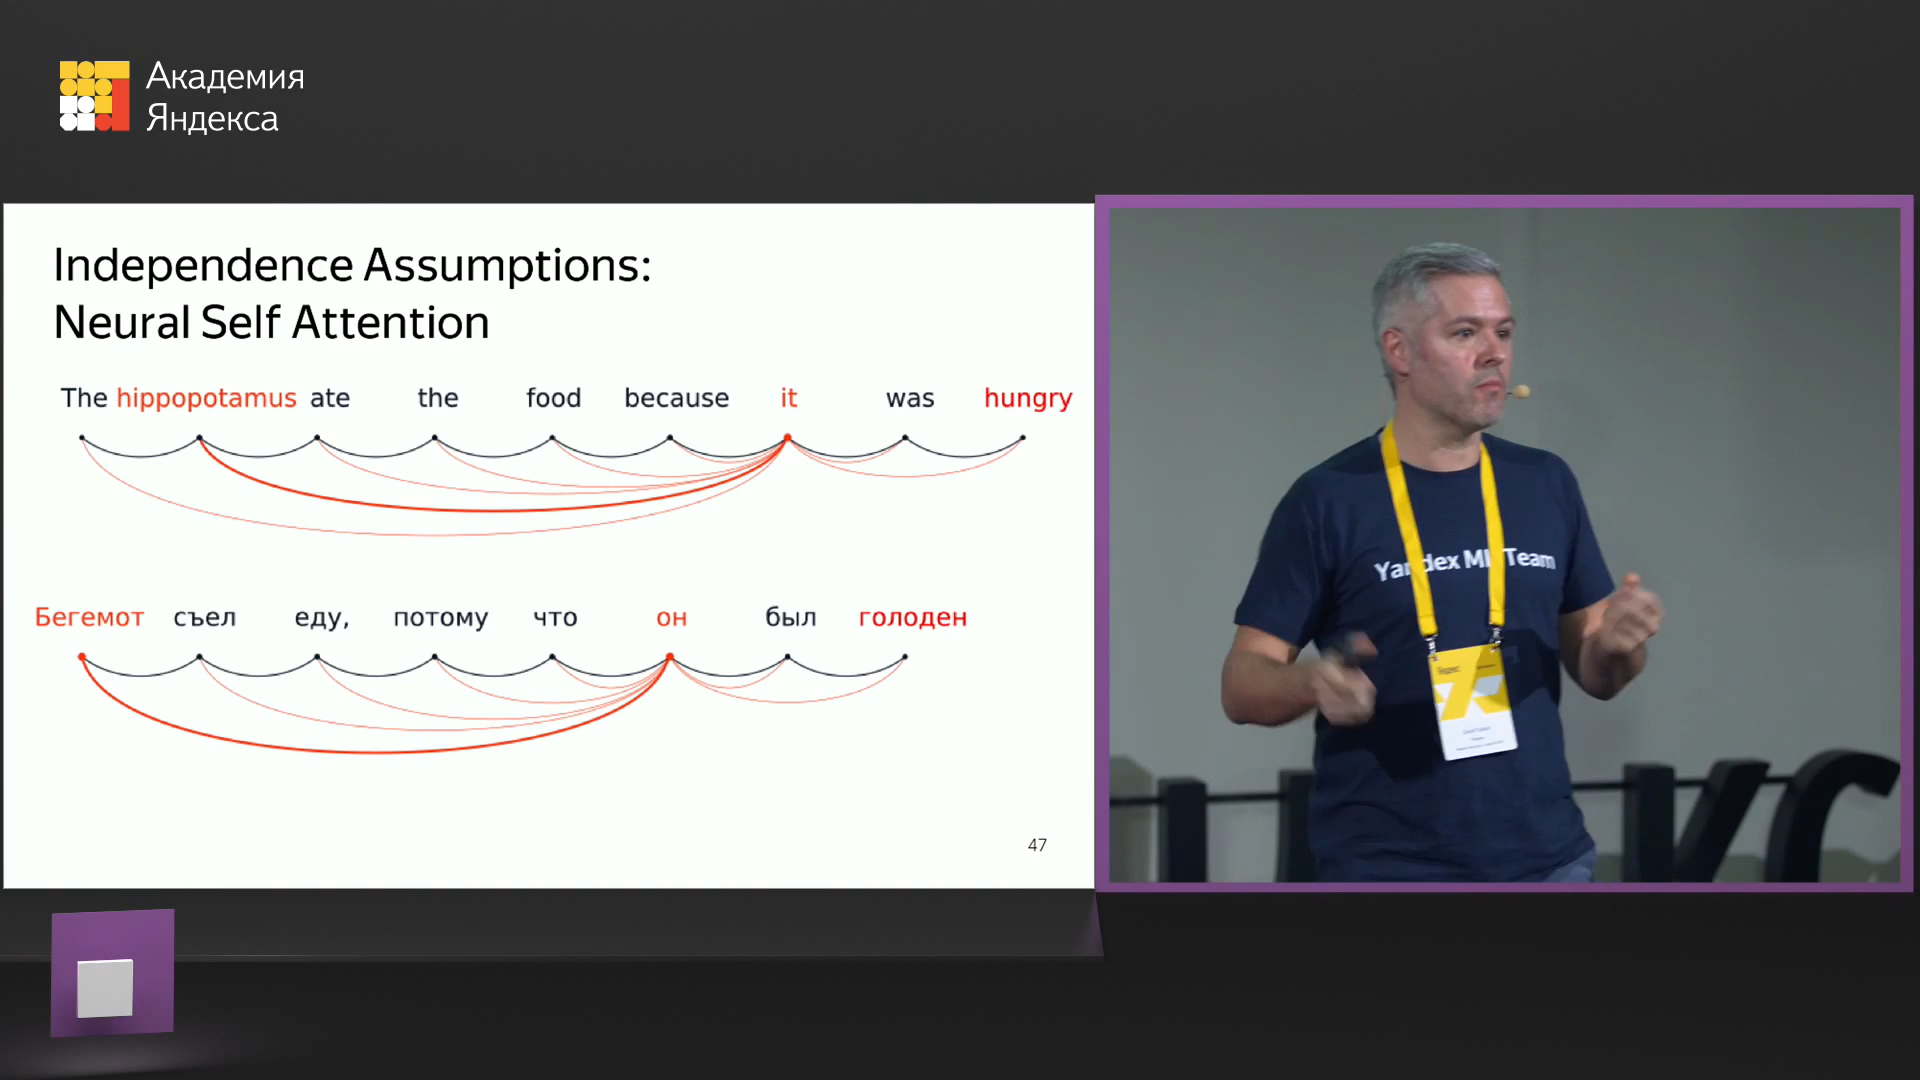 Академия
Яндекса
Independence Assumptions:
Neural Self Attention
The hippopotamus ate the food because it was hungry
Бегемот съел еду, потому что он был голоден
47
Yandex MT Team